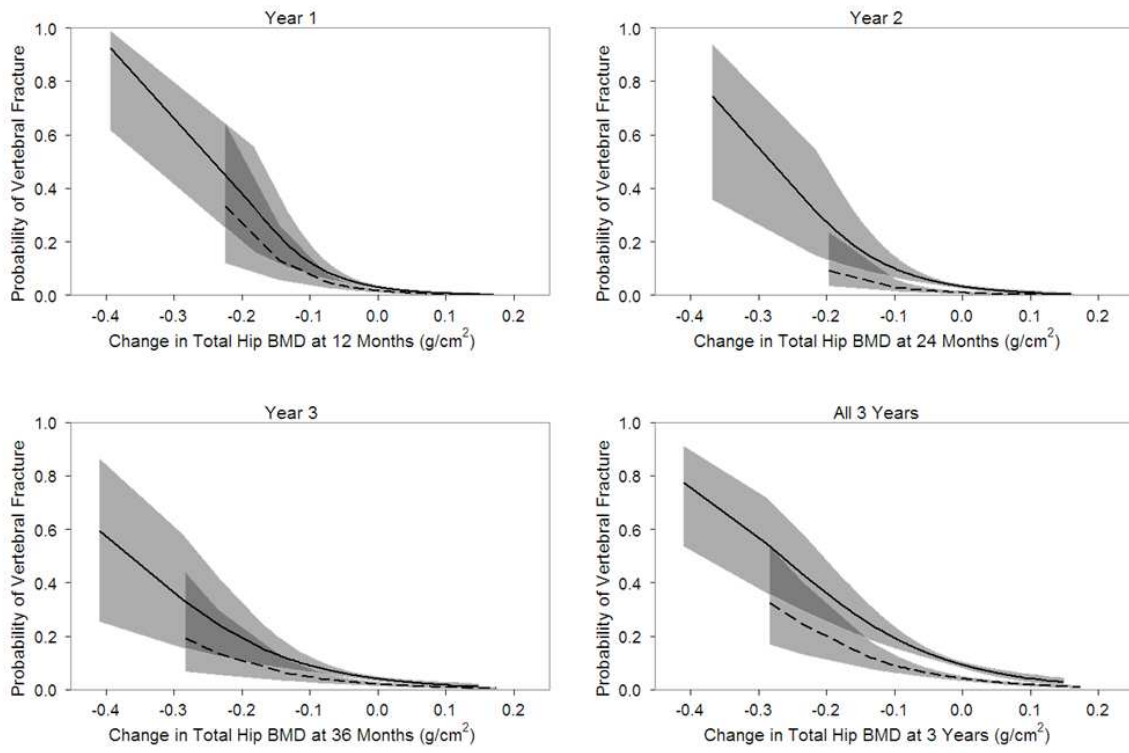 Year 1
Probability of Vertebral Fracture
1.0
0.8
0.6
0.4
0.2
0.0
-0.4 -0.3 -0.2 -0.1 0.0 0.1 0.2
Change in Total Hip BMD at 12 Months (g/cm²)
Year 2
Probability of Vertebral Fracture
1.0
0.8
0.6
0.4
0.2
0.0
-0.4 -0.3 -0.2 -0.1 0.0 0.1 0.2
Change in Total Hip BMD at 24 Months (g/cm²)
Year 3
Probability of Vertebral Fracture
1.0
0.8
0.6
0.4
0.2
0.0
-0.4 -0.3 -0.2 -0.1 0.0 0.1 0.2
Change in Total Hip BMD at 36 Months (g/cm²)
All 3 Years
Probability of Vertebral Fracture
1.0
0.8
0.6
0.4
0.2
0.0
-0.4 -0.3 -0.2 -0.1 0.0 0.1 0.2
Change in Total Hip BMD at 3 Years (g/cm²)